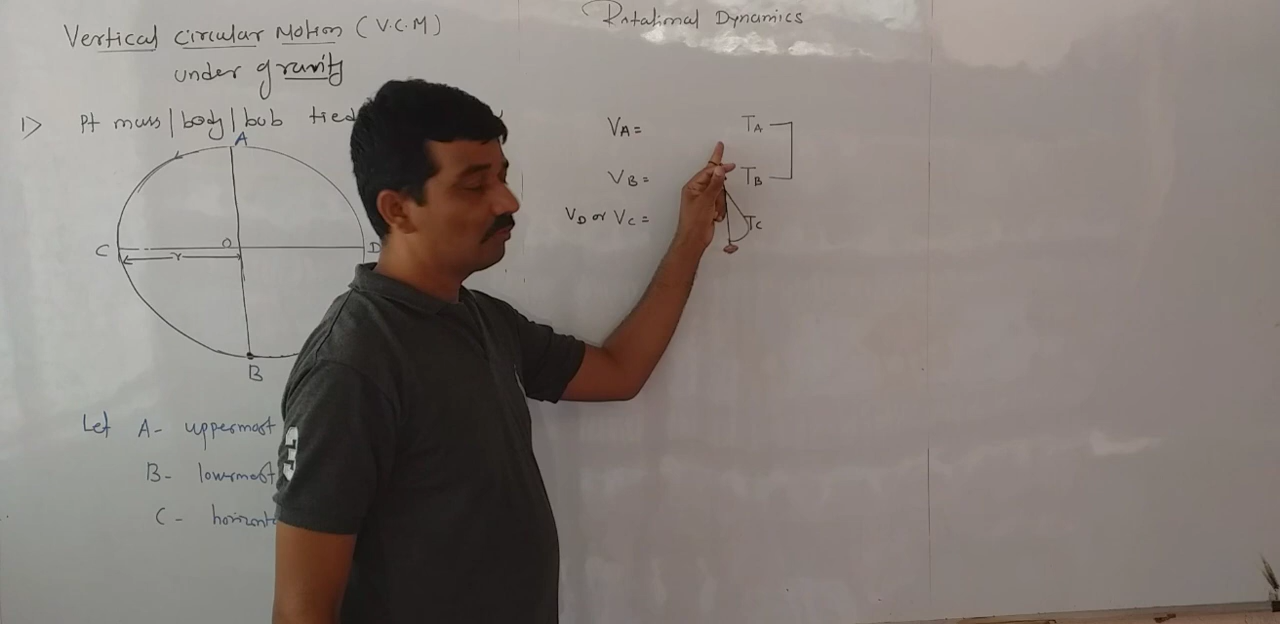 Vertical Circular Motion (V.C.M)
under gravity
1) Pt mass/body/bob tied
A
C
r
O
D
B
Let A- uppermost
B- lowermost
C- horizont
Rotational Dynamics
VA=
TA
VB=
TB
VD or VC=
TC